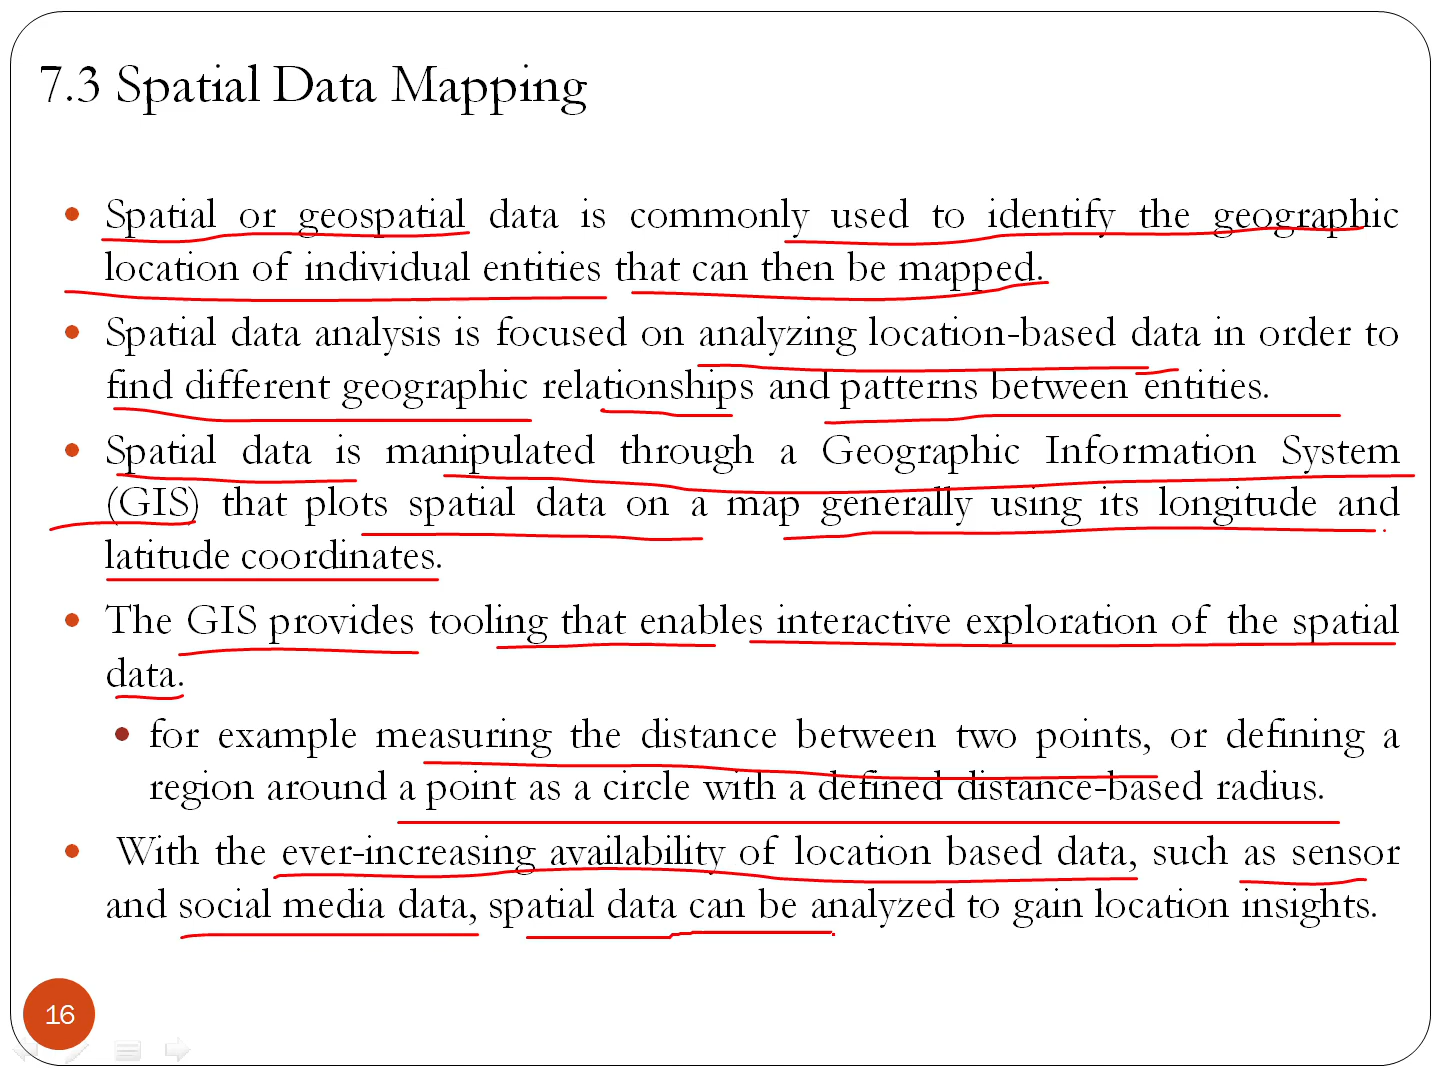 7.3 Spatial Data Mapping
• Spatial or geospatial data is commonly used to identify the geographic
location of individual entities that can then be mapped.
• Spatial data analysis is focused on analyzing location-based data in order to
find different geographic relationships and patterns between entities.
• Spatial data is manipulated through a Geographic Information System
(GIS) that plots spatial data on a map generally using its longitude and
latitude coordinates.
• The GIS provides tooling that enables interactive exploration of the spatial
data.
• for example measuring the distance between two points, or defining a
region around a point as a circle with a defined distance-based radius.
• With the ever-increasing availability of location based data, such as sensor
and social media data, spatial data can be analyzed to gain location insights.
16